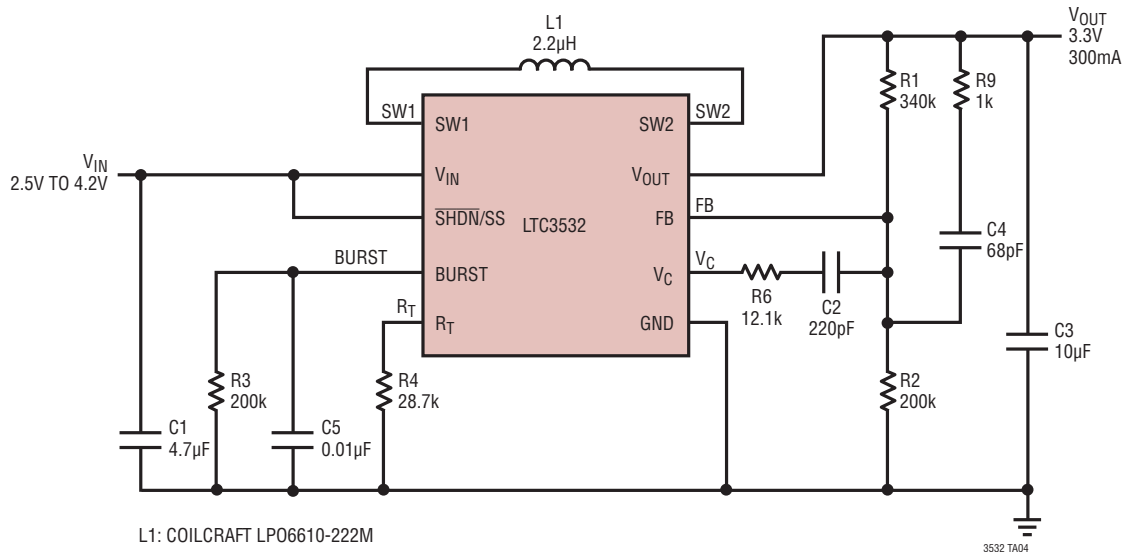 L1
2.2µH
VOUT
3.3V
300mA
R1
340k
R9
1k
SW1
SW1
SW2
SW2
VIN
2.5V TO 4.2V
VIN
VOUT
SHDN/SS
LTC3532
FB
FB
C4
68pF
BURST
BURST
VC
VC
R6
12.1k
C2
220pF
RT
RT
GND
C3
10µF
R3
200k
R4
28.7k
R2
200k
C1
4.7µF
C5
0.01µF
L1: COILCRAFT LPO6610-222M
3532 TA04